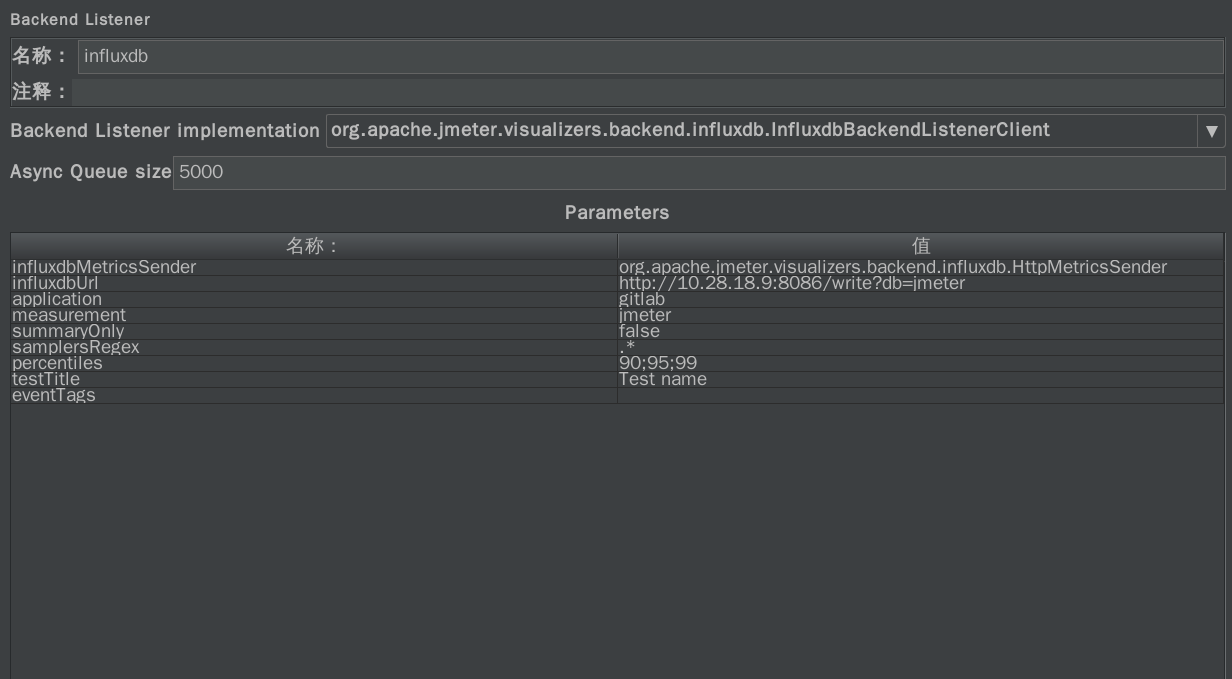 Backend Listener
名称： influxdb
注释：
Backend Listener implementation org.apache.jmeter.visualizers.backend.influxdb.InfluxdbBackendListenerClient ▼
Async Queue size 5000
Parameters
名称： 值
influxdbMetricsSender org.apache.jmeter.visualizers.backend.influxdb.HttpMetricsSender
influxdbUrl http://10.28.18.9:8086/write?db=jmeter
application gitlab
measurement jmeter
summaryOnly false
samplersRegex .*
percentiles 90;95;99
testTitle Test name
eventTags